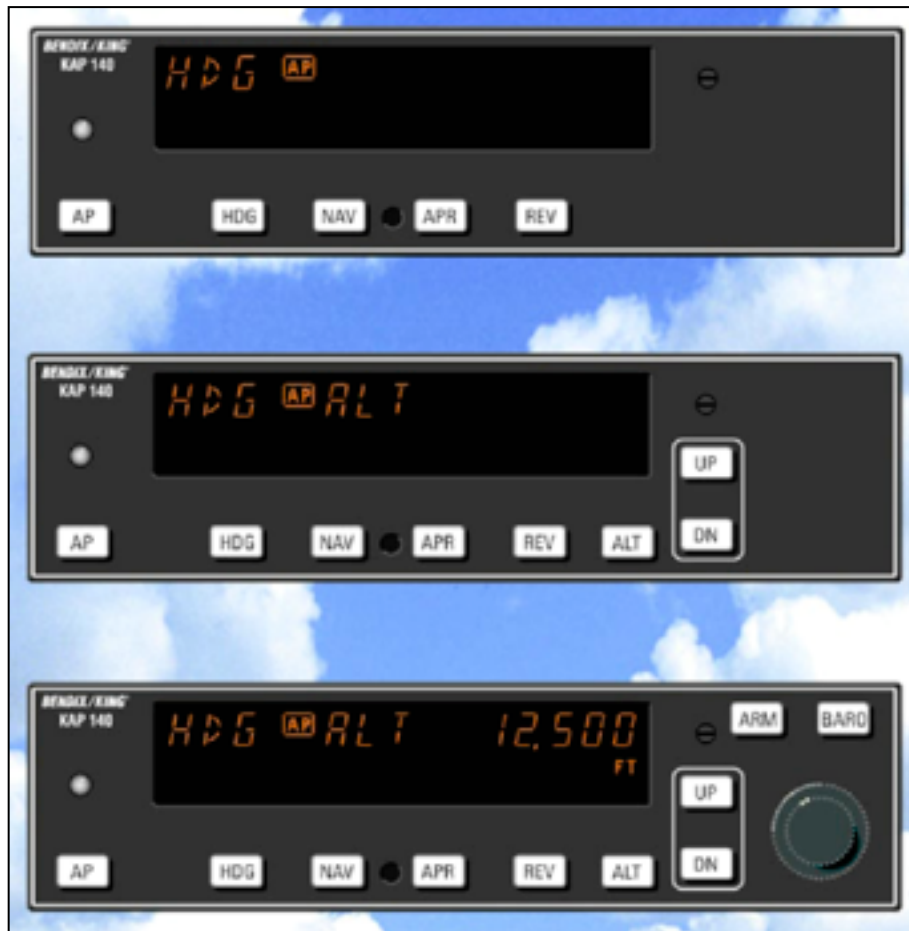 BENDIX/KING
KAP 140
HDG AP
AP HDG NAV APR REV
BENDIX/KING
KAP 140
HDG AP ALT
UP
AP HDG NAV APR REV ALT DN
BENDIX/KING
KAP 140
HDG AP ALT 12,500
FT
ARM BARO
UP
AP HDG NAV APR REV ALT DN